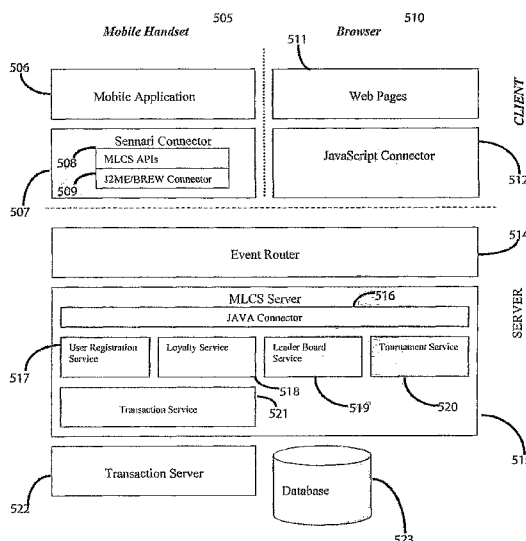 Mobile Handset
505
Browser
510
506
511
Mobile Application
Web Pages
CLIENT
Sennari Connector
508
MLCS APIs
509
J2ME/BREW Connector
507
JavaScript Connector
512
Event Router
514
SERVER
MLCS Server
516
JAVA Connector
User Registration
Service
517
Loyalty Service
518
Leader Board
Service
519
Tournament Service
520
Transaction Service
521
Transaction Server
522
Database
523